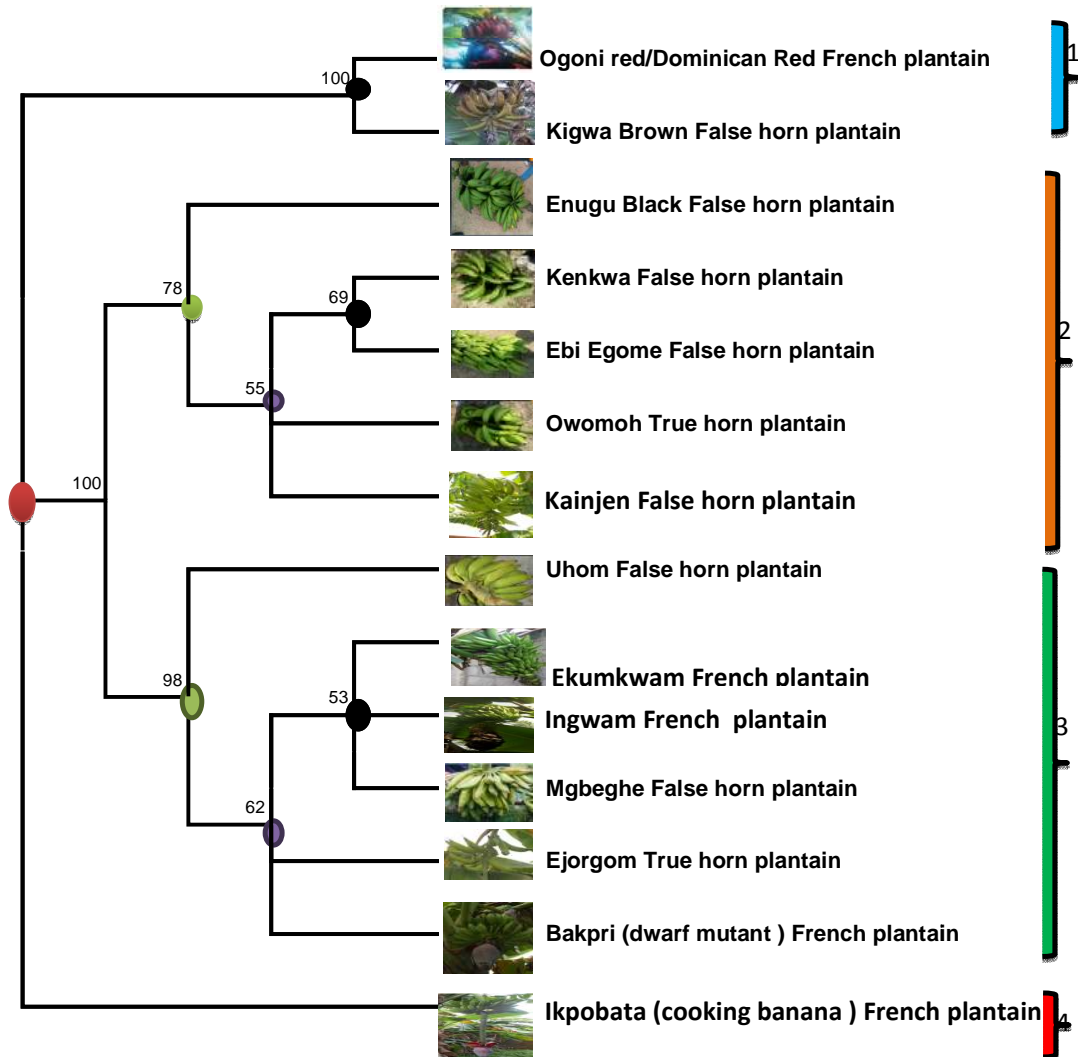 1
100
Ogoni red/Dominican Red French plantain
Kigwa Brown False horn plantain
Enugu Black False horn plantain
78
Kenkwa False horn plantain
69
2
Ebi Egome False horn plantain
55
Owomoh True horn plantain
100
Kainjen False horn plantain
Uhom False horn plantain
98
Ekumkwam French plantain
53
Ingwam French plantain
3
Mgbeghe False horn plantain
62
Ejorgom True horn plantain
Bakpri (dwarf mutant ) French plantain
Ikpobata (cooking banana ) French plantain
4